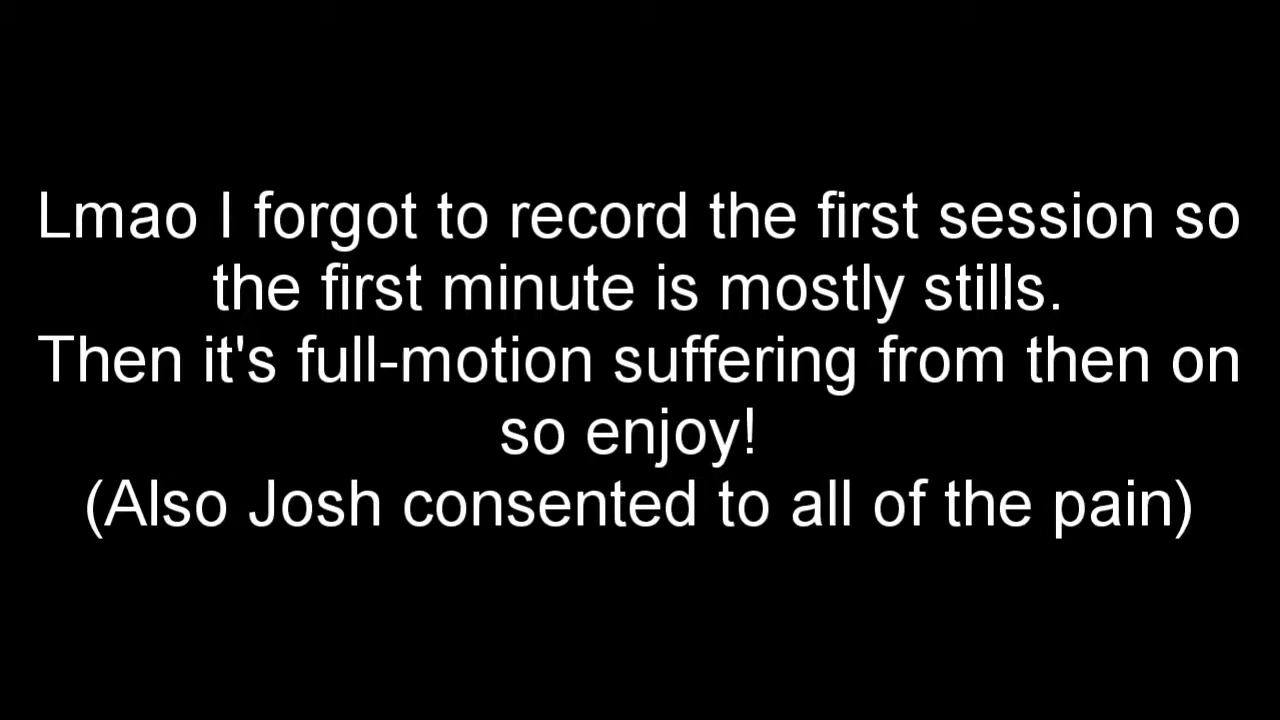 Lmao I forgot to record the first session so
the first minute is mostly stills.
Then it's full-motion suffering from then on
so enjoy!
(Also Josh consented to all of the pain)